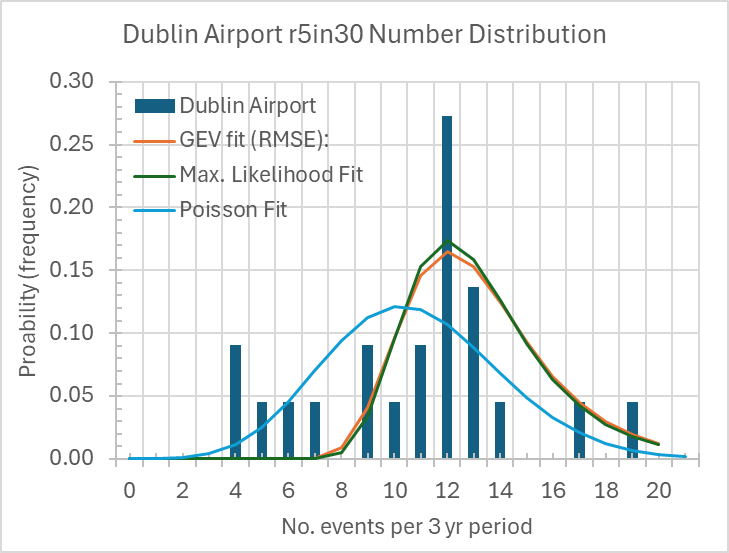 Dublin Airport r5in30 Number Distribution
0.30
0.25
0.20
0.15
0.10
0.05
0.00
Proability (frequency)
Dublin Airport
GEV fit (RMSE):
Max. Likelihood Fit
Poisson Fit
0 2 4 6 8 10 12 14 16 18 20
No. events per 3 yr period